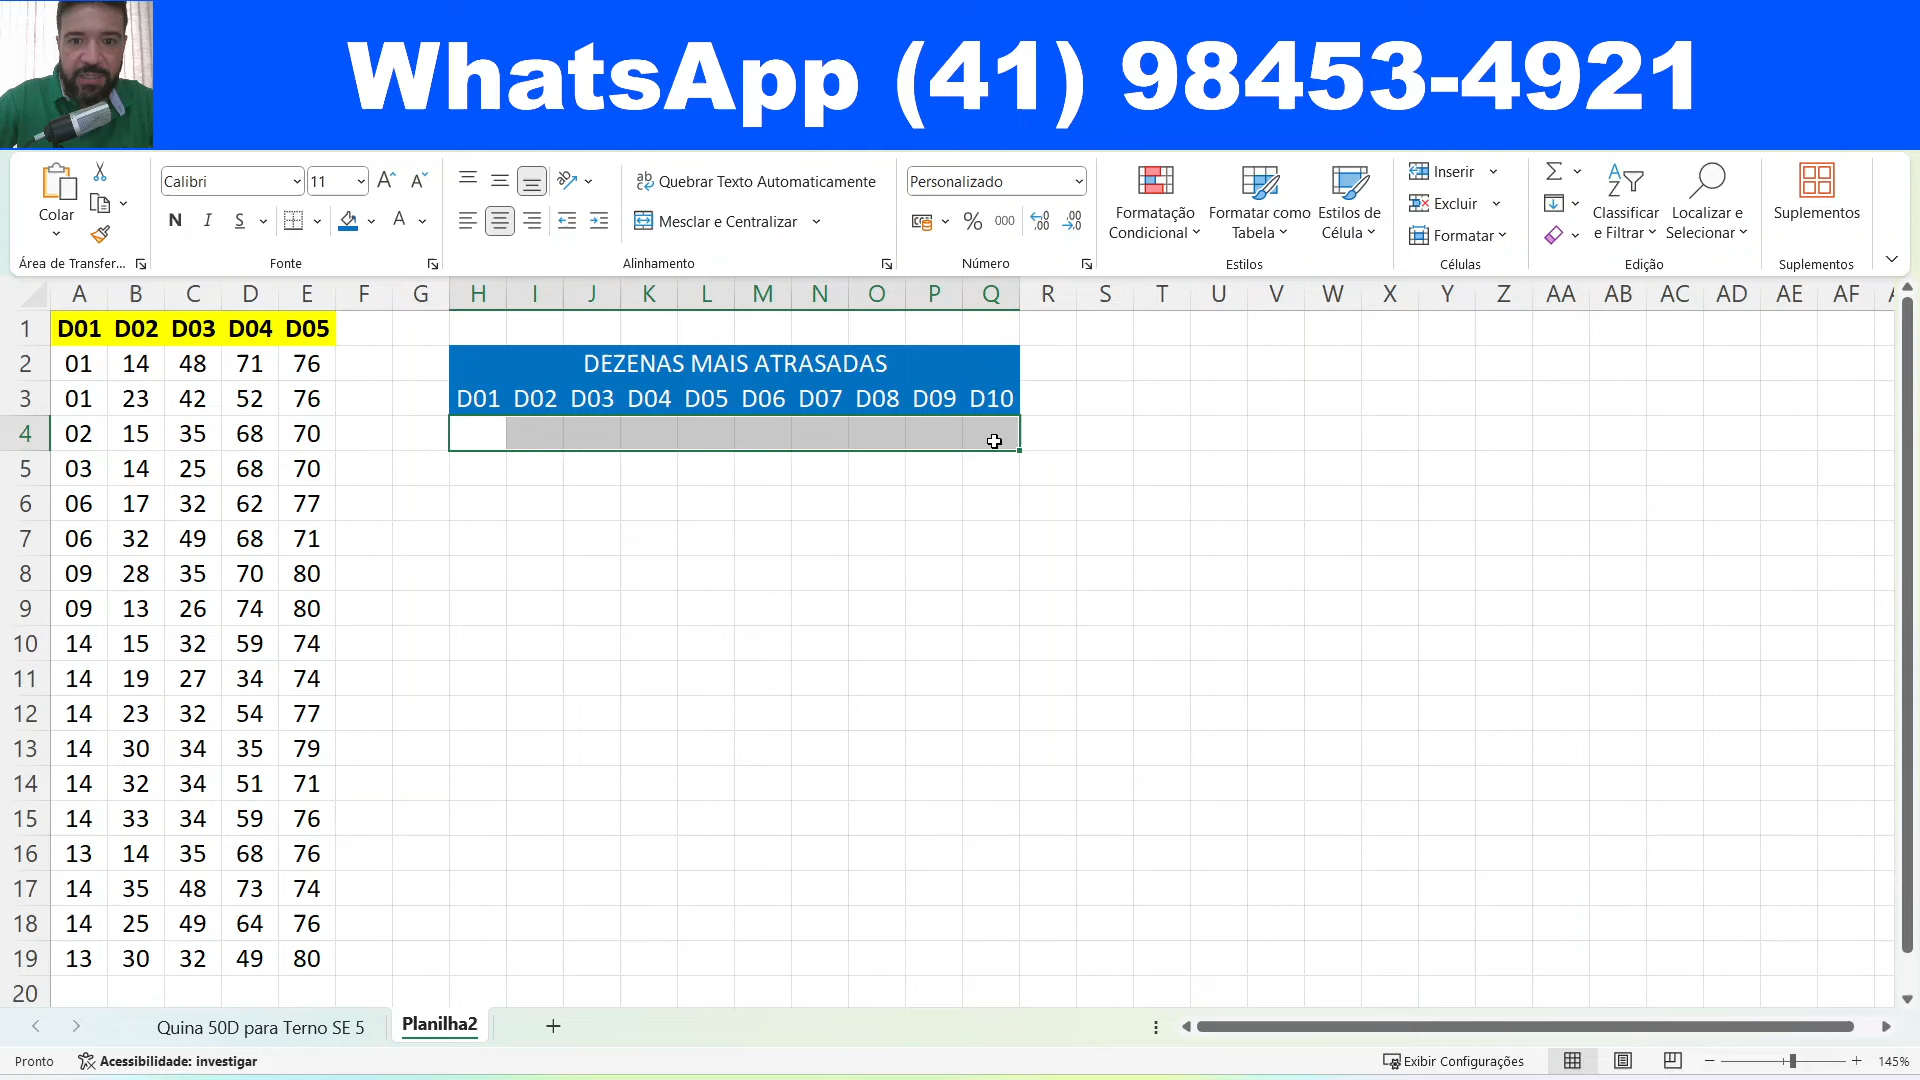 WhatsApp (41) 98453-4921
Colar
Área de Transfer...
Calibri 11
N I S A
Fonte
Quebrar Texto Automaticamente
Mesclar e Centralizar
Alinhamento
Personalizado
% 000
Número
Formatação Condicional
Formatar como Tabela
Estilos de Célula
Estilos
Inserir
Excluir
Formatar
Células
Classificar e Filtrar
Localizar e Selecionar
Edição
Suplementos
Suplementos
A B C D E F G H I J K L M N O P Q R S T U V W X Y Z AA AB AC AD AE AF
1 D01 D02 D03 D04 D05
2 01 14 48 71 76 DEZENAS MAIS ATRASADAS
3 01 23 42 52 76 D01 D02 D03 D04 D05 D06 D07 D08 D09 D10
4 02 15 35 68 70
5 03 14 25 68 70
6 06 17 32 62 77
7 06 32 49 68 71
8 09 28 35 70 80
9 09 13 26 74 80
10 14 15 32 59 74
11 14 19 27 34 74
12 14 23 32 54 77
13 14 30 34 35 79
14 14 32 34 51 71
15 14 33 34 59 76
16 13 14 35 68 76
17 14 35 48 73 74
18 14 25 49 64 76
19 13 30 32 49 80
20
Quina 50D para Terno SE 5 Planilha2
Pronto Acessibilidade: investigar Exibir Configurações 145%